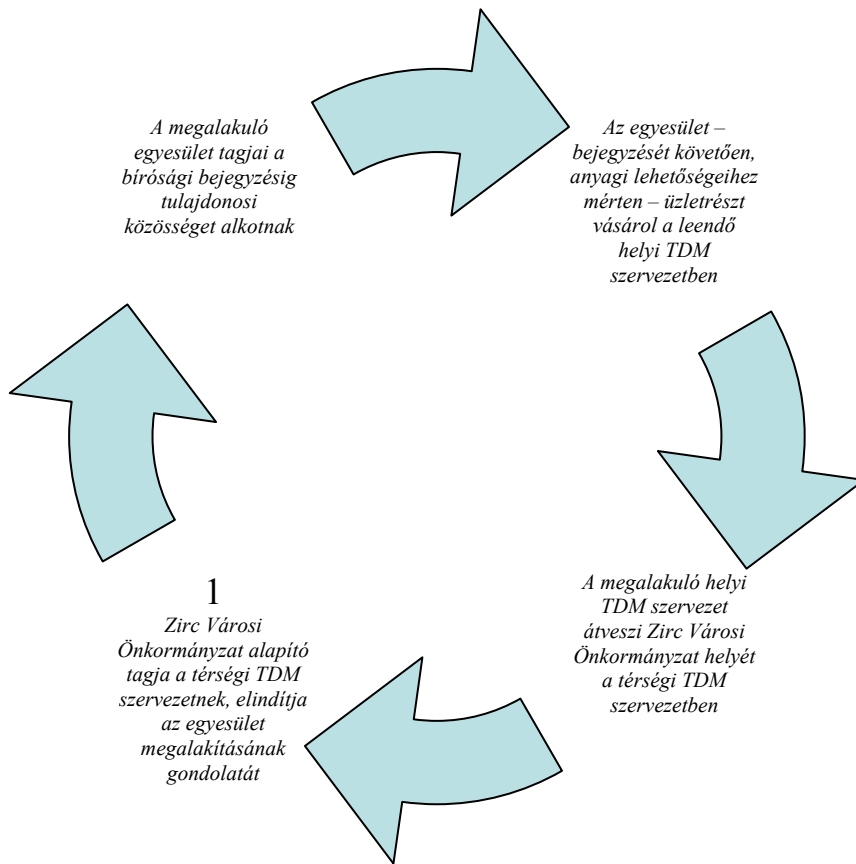 A megalakuló
egyesület tagjai a
bírósági bejegyzésig
tulajdonosi
közösséget alkotnak
Az egyesület –
bejegyzését követően,
anyagi lehetőségeihez
mérten – üzletrészt
vásárol a leendő
helyi TDM
szervezetben
A megalakuló helyi
TDM szervezet
átveszi Zirc Városi
Önkormányzat helyét
a térségi TDM
szervezetben
1
Zirc Városi
Önkormányzat alapító
tagja a térségi TDM
szervezetnek, elindítja
az egyesület
megalakításának
gondolatát